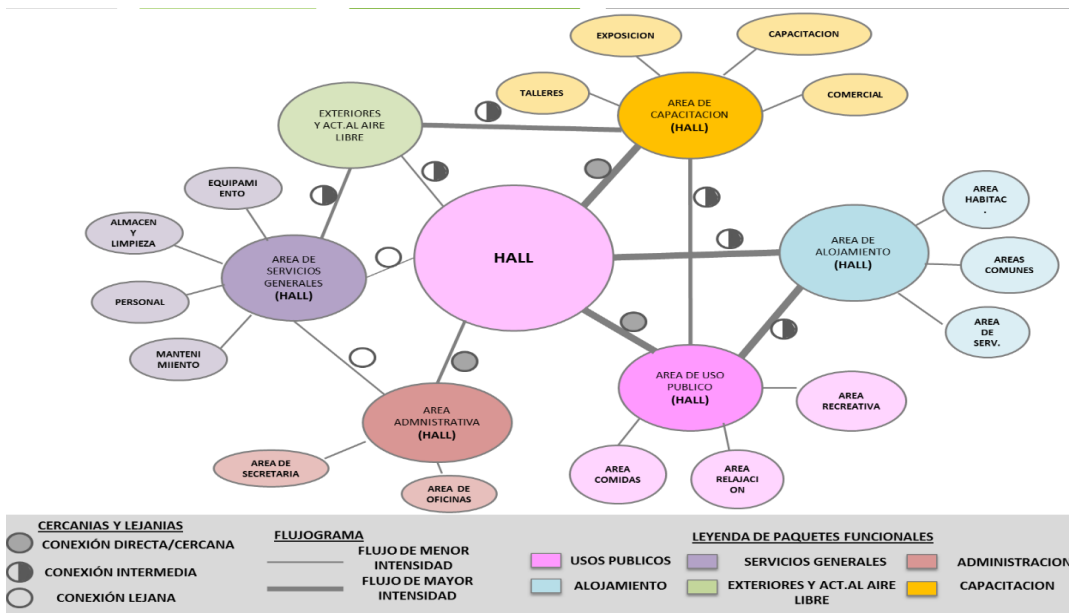 EXPOSICION
CAPACITACION
TALLERES
AREA DE
CAPACITACION
(HALL)
COMERCIAL
EXTERIORES
Y ACT.AL AIRE
LIBRE
EQUIPAMI
ENTO
ALMACEN
Y
LIMPIEZA
PERSONAL
MANTENI
MIIENTO
AREA DE
SERVICIOS
GENERALES
(HALL)
HALL
AREA DE
ALOJAMIENTO
(HALL)
AREA
HABITAC
.
AREAS
COMUNES
AREA
DE
SERV.
AREA DE USO
PUBLICO
(HALL)
AREA
RECREATIVA
AREA
COMIDAS
AREA
RELAJACI
ON
AREA
ADMNISTRATIVA
(HALL)
AREA DE
SECRETARIA
AREA DE
OFICINAS
CERCANIAS Y LEJANIAS
CONEXIÓN DIRECTA/CERCANA
CONEXIÓN INTERMEDIA
CONEXIÓN LEJANA
FLUJOGRAMA
FLUJO DE MENOR
INTENSIDAD
FLUJO DE MAYOR
INTENSIDAD
LEYENDA DE PAQUETES FUNCIONALES
USOS PUBLICOS
SERVICIOS GENERALES
ADMINISTRACION
ALOJAMIENTO
EXTERIORES Y ACT.AL AIRE
LIBRE
CAPACITACION